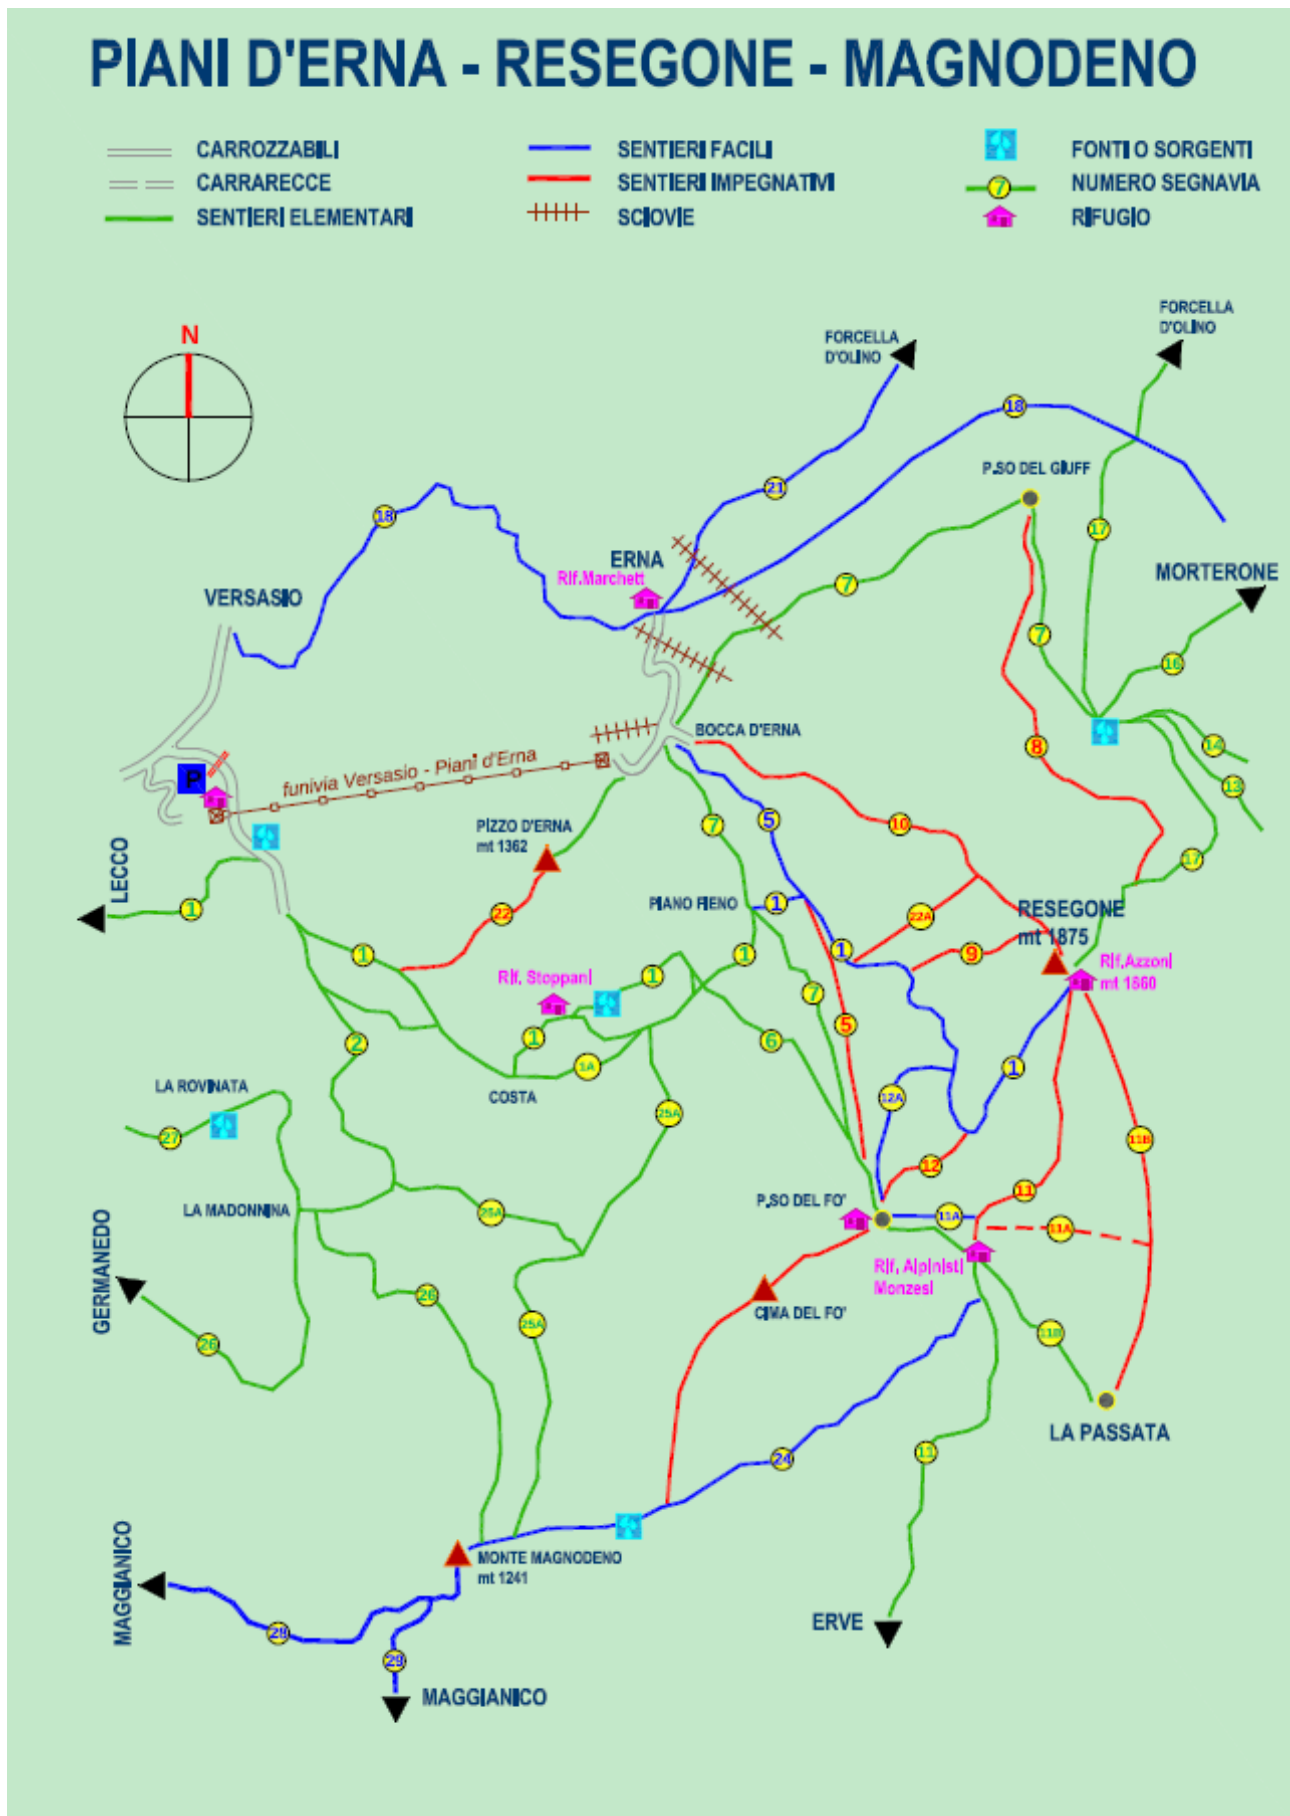 PIANI D'ERNA - RESEGONE - MAGNODENO
CARROZZABILI
SENTIERI FACILI
FONTI O SORGENTI
CARRARECCE
SENTIERI IMPEGNATIVI
7
NUMERO SEGNAVIA
SENTIERI ELEMENTARI
SCIOVIE
RIFUGIO
FORCELLA
D'OLINO
N
FORCELLA
D'OLINO
18
P.SO DEL GIUFF
21
18
17
ERNA
Rif.Marchett
MORTERONE
7
VERSASIO
7
16
BOCCA D'ERNA
8
14
funivia Versasio - Piani d'Erna
P
13
5
10
7
PIZZO D'ERNA
mt 1362
17
LECCO
1
22
PIANO FIENO
1
22A
RESEGONE
mt 1875
1
1
1
9
Rif.Azzoni
mt 1860
Rif. Stoppani
1
7
5
1
6
2
1A
1
COSTA
LA ROVINATA
12A
25A
27
11B
12
11
LA MADONNINA
25A
P.SO DEL FO'
11A
11A
GERMANEDO
Rif. Alpinisti
Monzesi
26
CIMA DEL FO'
25A
11B
26
LA PASSATA
24
11
MONTE MAGNODENO
mt 1241
MAGGIANICO
ERVE
28
29
MAGGIANICO